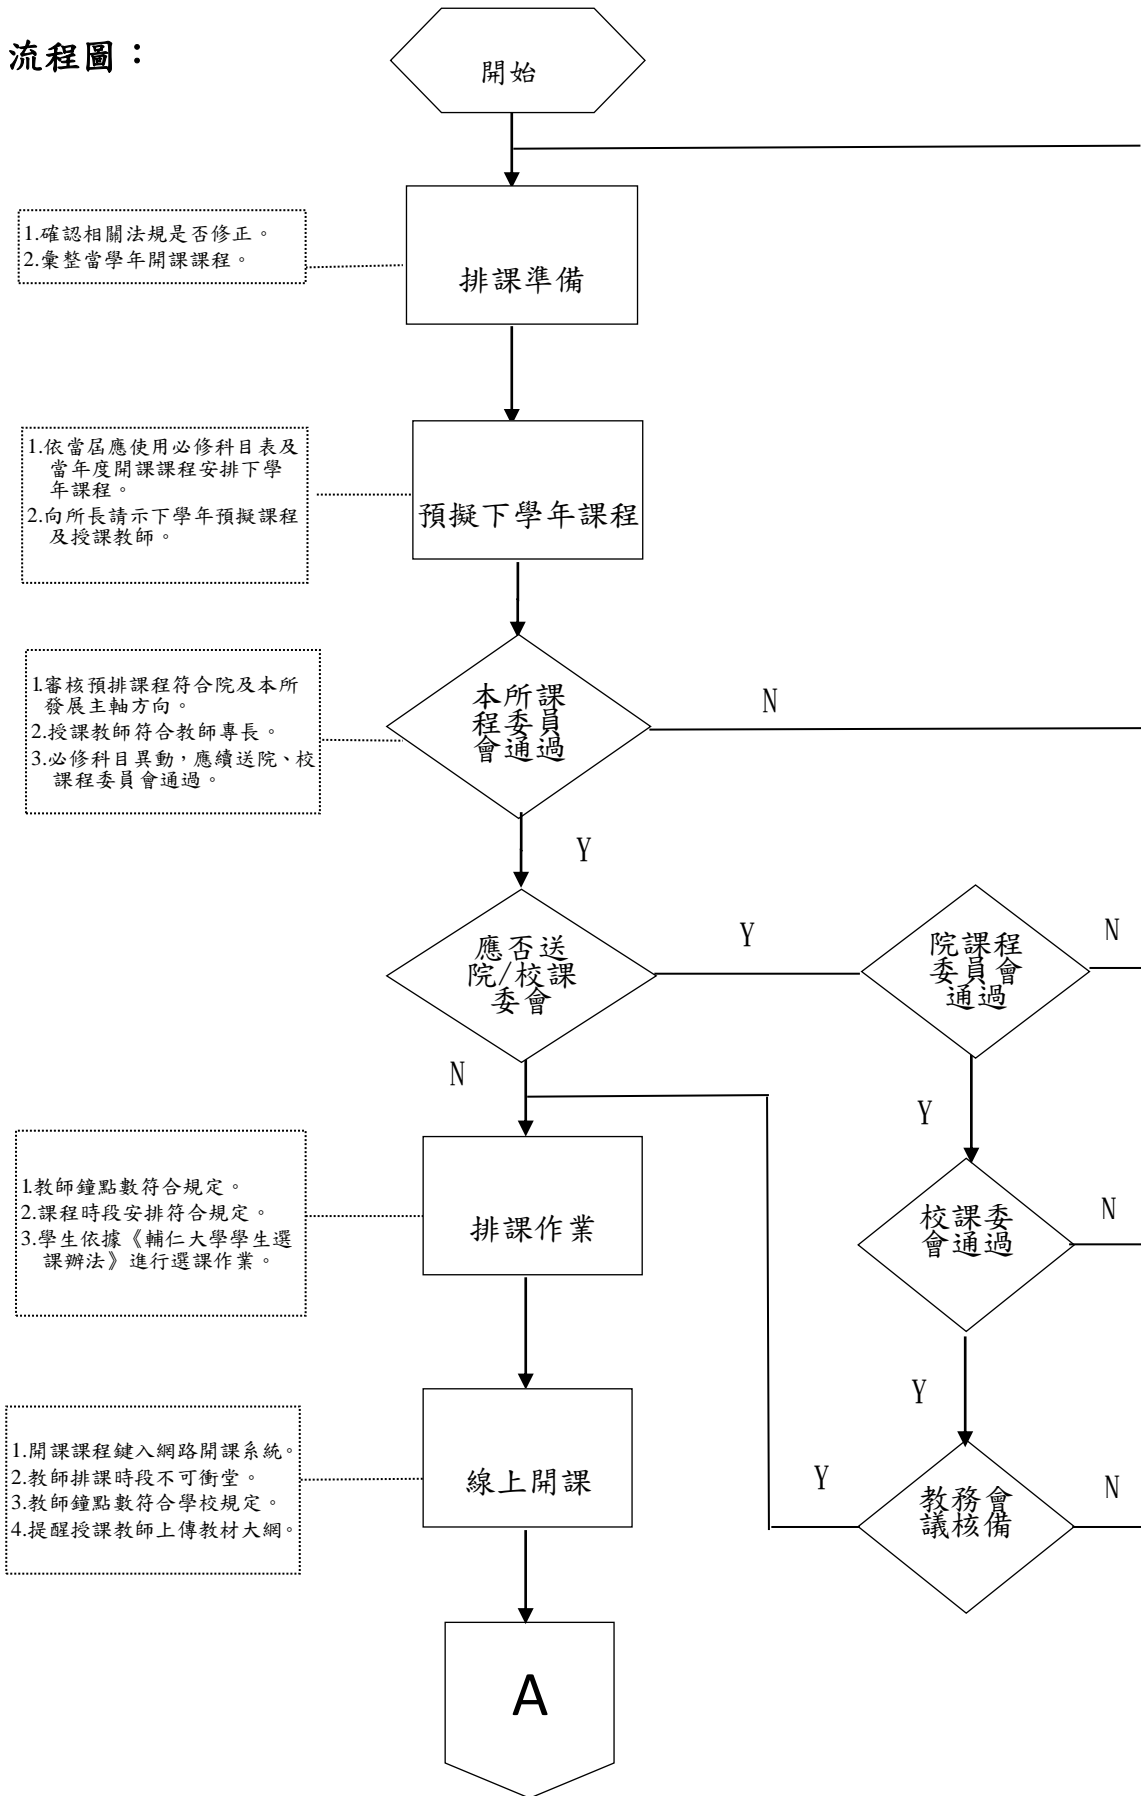 流程圖：
開始
1.確認相關法規是否修正。
2.彙整當學年開課課程。
排課準備
1.依當屆應使用必修科目表及
當年度開課課程安排下學
年課程。
2.向所長請示下學年預擬課程
及授課教師。
預擬下學年課程
1.審核預排課程符合院及本所
發展主軸方向。
2.授課教師符合教師專長。
3.必修科目異動，應續送院、校
課程委員會通過。
本所課
程委員
會通過
N
Y
應否送
院/校課
委會
Y
院課程
委員會
通過
N
N
Y
1.教師鐘點數符合規定。
2.課程時段安排符合規定。
3.學生依據《輔仁大學學生選
課辦法》進行選課作業。
排課作業
校課委
會通過
N
Y
1.開課課程鍵入網路開課系統。
2.教師排課時段不可衝堂。
3.教師鐘點數符合學校規定。
4.提醒授課教師上傳教材大網。
線上開課
Y
教務會
議核備
N
A